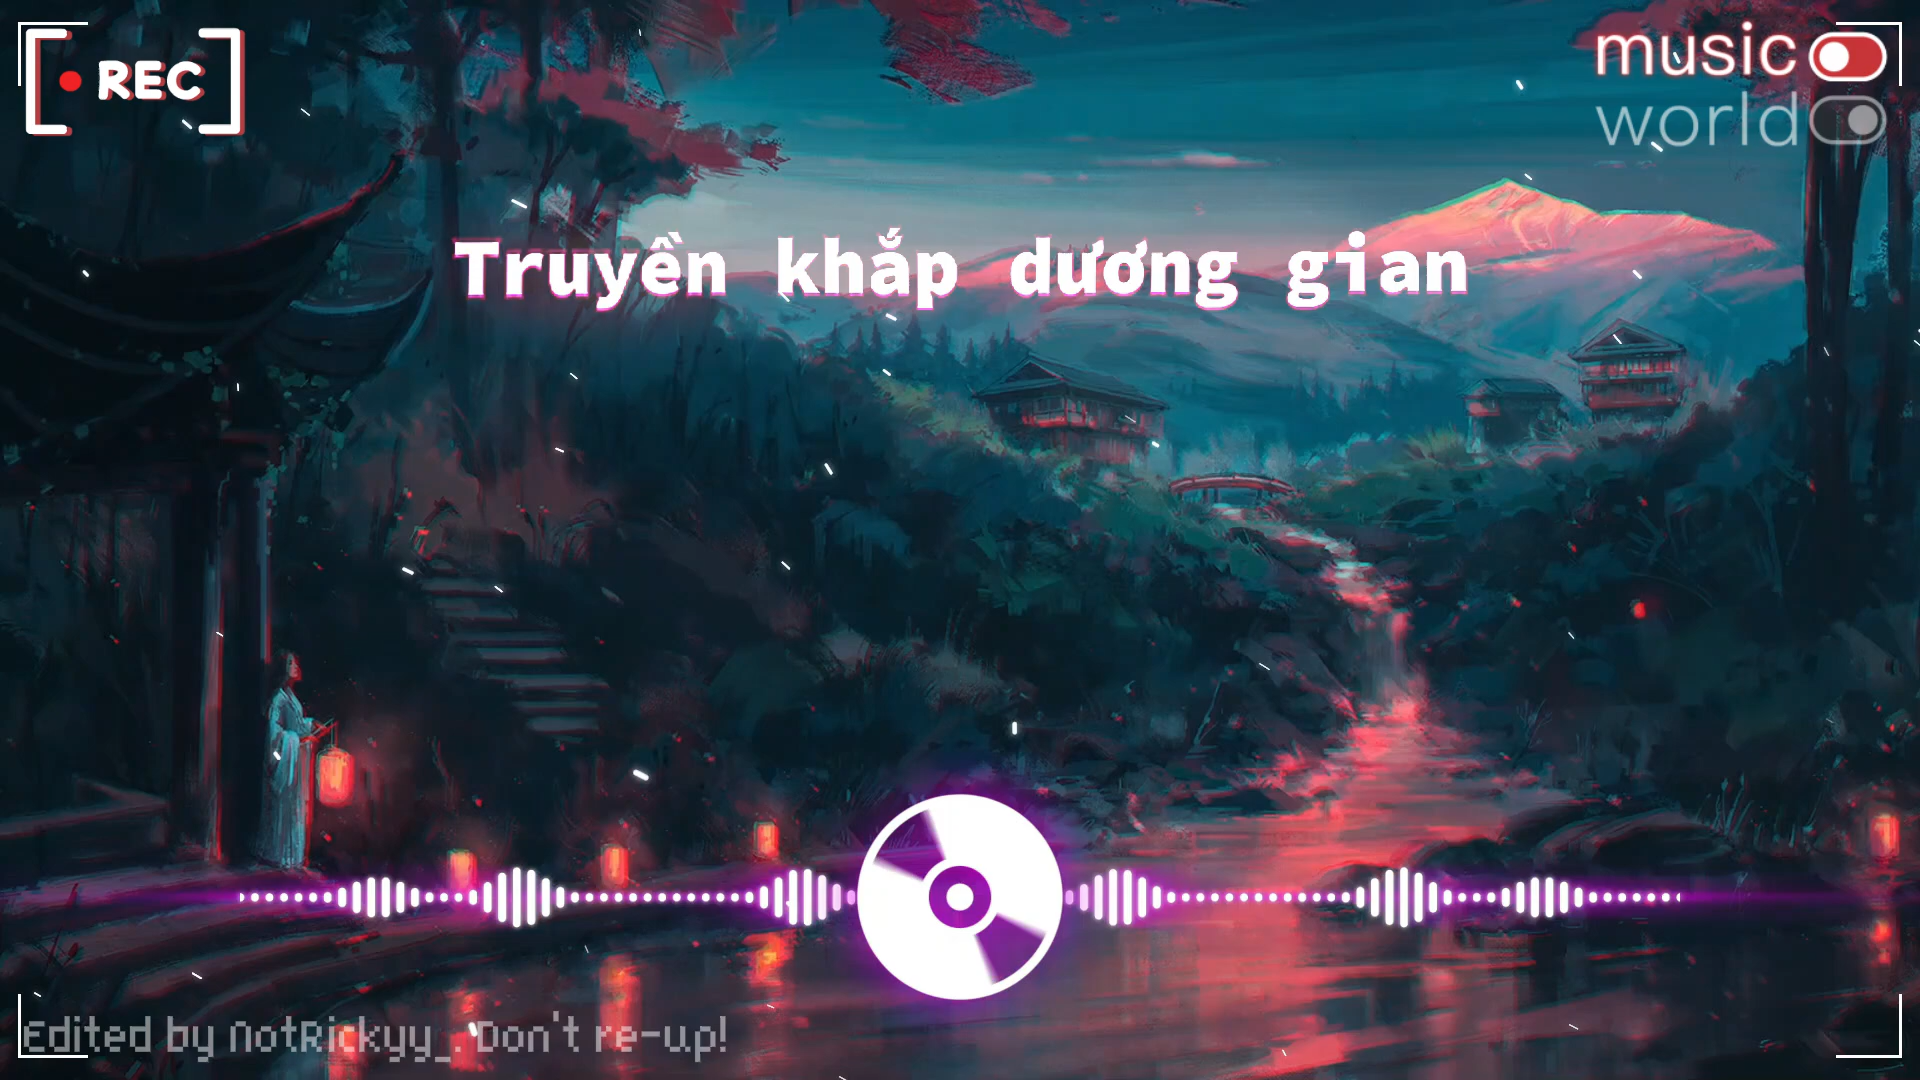 REC
music
world
Truyền khắp dương gian
Edited by NotRickyy_. Don't re-up!